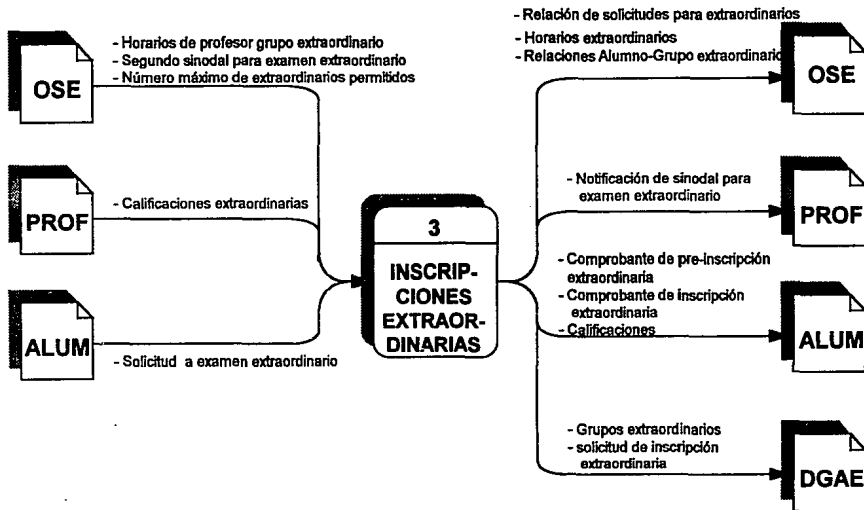 - Horarios de profesor grupo extraordinario
- Segundo sinodal para examen extraordinario
- Número máximo de extraordinarios permitidos
OSE
- Calificaciones extraordinarias
PROF
ALUM
- Solicitud a examen extraordinario
3
INSCRIP-
CIONES
EXTRAOR-
DINARIAS
- Relación de solicitudes para extraordinarios
- Horarios extraordinarios
- Relaciones Alumno-Grupo extraordinario
OSE
- Notificación de sinodal para
examen extraordinario
PROF
- Comprobante de pre-inscripción
extraordinaria
- Comprobante de inscripción
extraordinaria
- Calificaciones
ALUM
- Grupos extraordinarios
- solicitud de inscripción
extraordinaria
DGAE